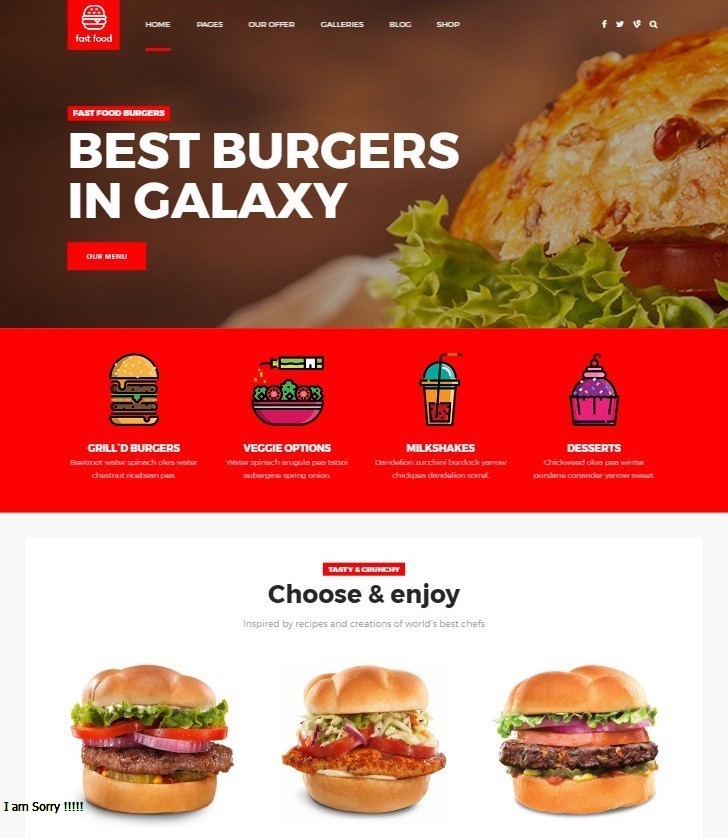 fast food
HOME PAGES OUR OFFER GALLERIES BLOG SHOP
FAST FOOD BURGERS
BEST BURGERS
IN GALAXY
OUR MENU
GRILL`D BURGERS
Beetroot water spinach okra water
chestnut ricebean pea.
VEGGIE OPTIONS
Water spinach arugula pea tatsoi
aubergine spring onion.
MILKSHAKES
Dandelion zucchini burdock yarrow
chickpea dandelion sorrel.
DESSERTS
Chickweed okra pea winter
purslane coriander yarrow sweet.
TASTY & CRUNCHY
Choose & enjoy
Inspired by recipes and creations of world's best chefs
I am Sorry !!!!!